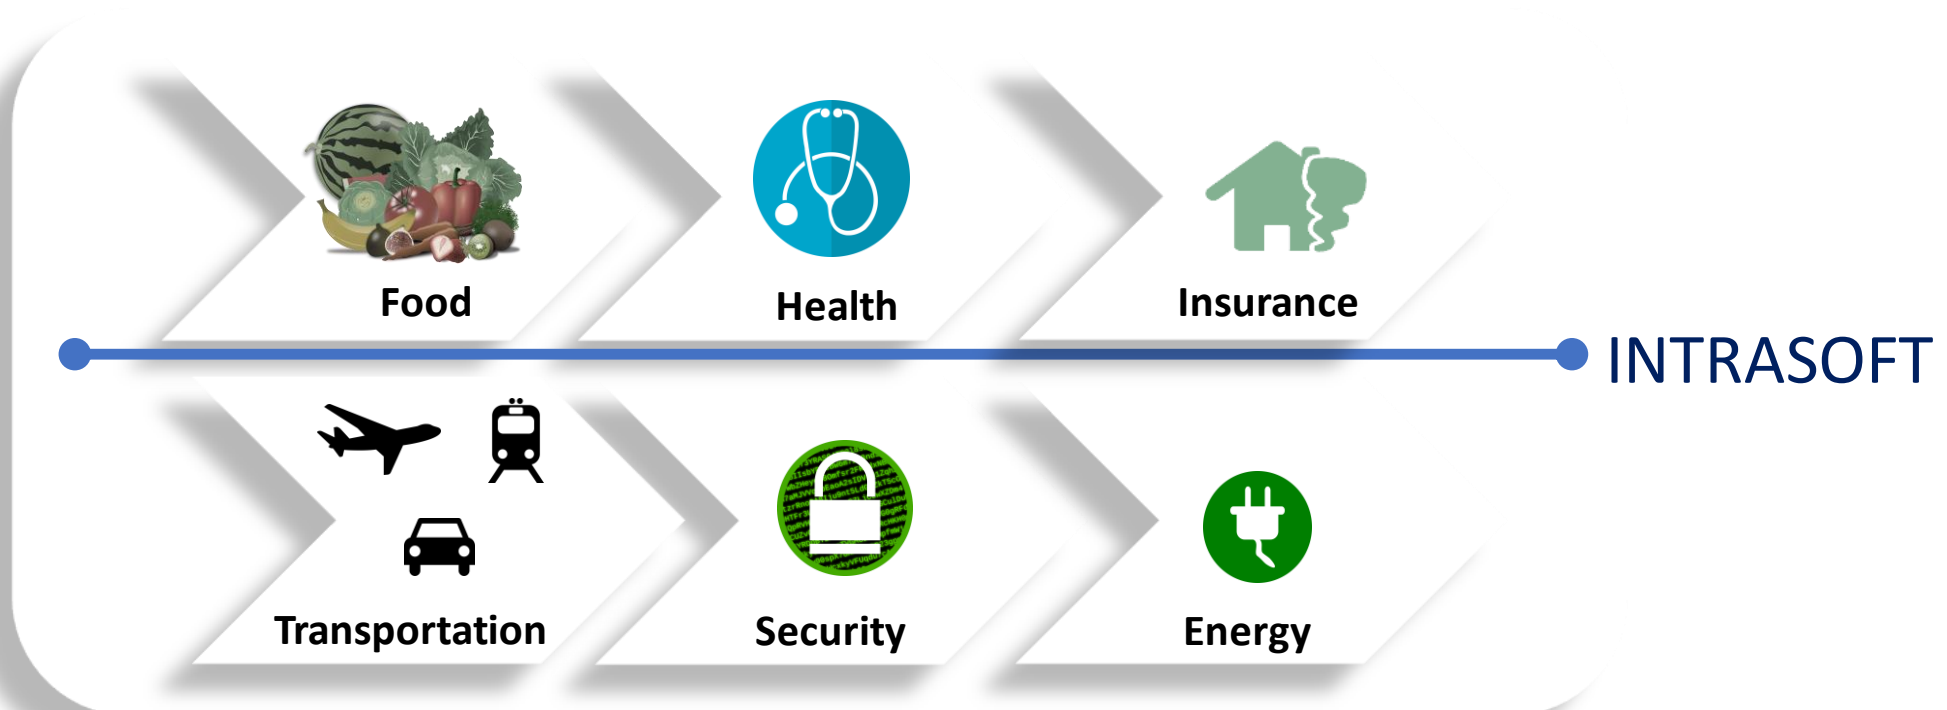 Food
Health
Insurance
INTRASOFT
Transportation
Security
Energy